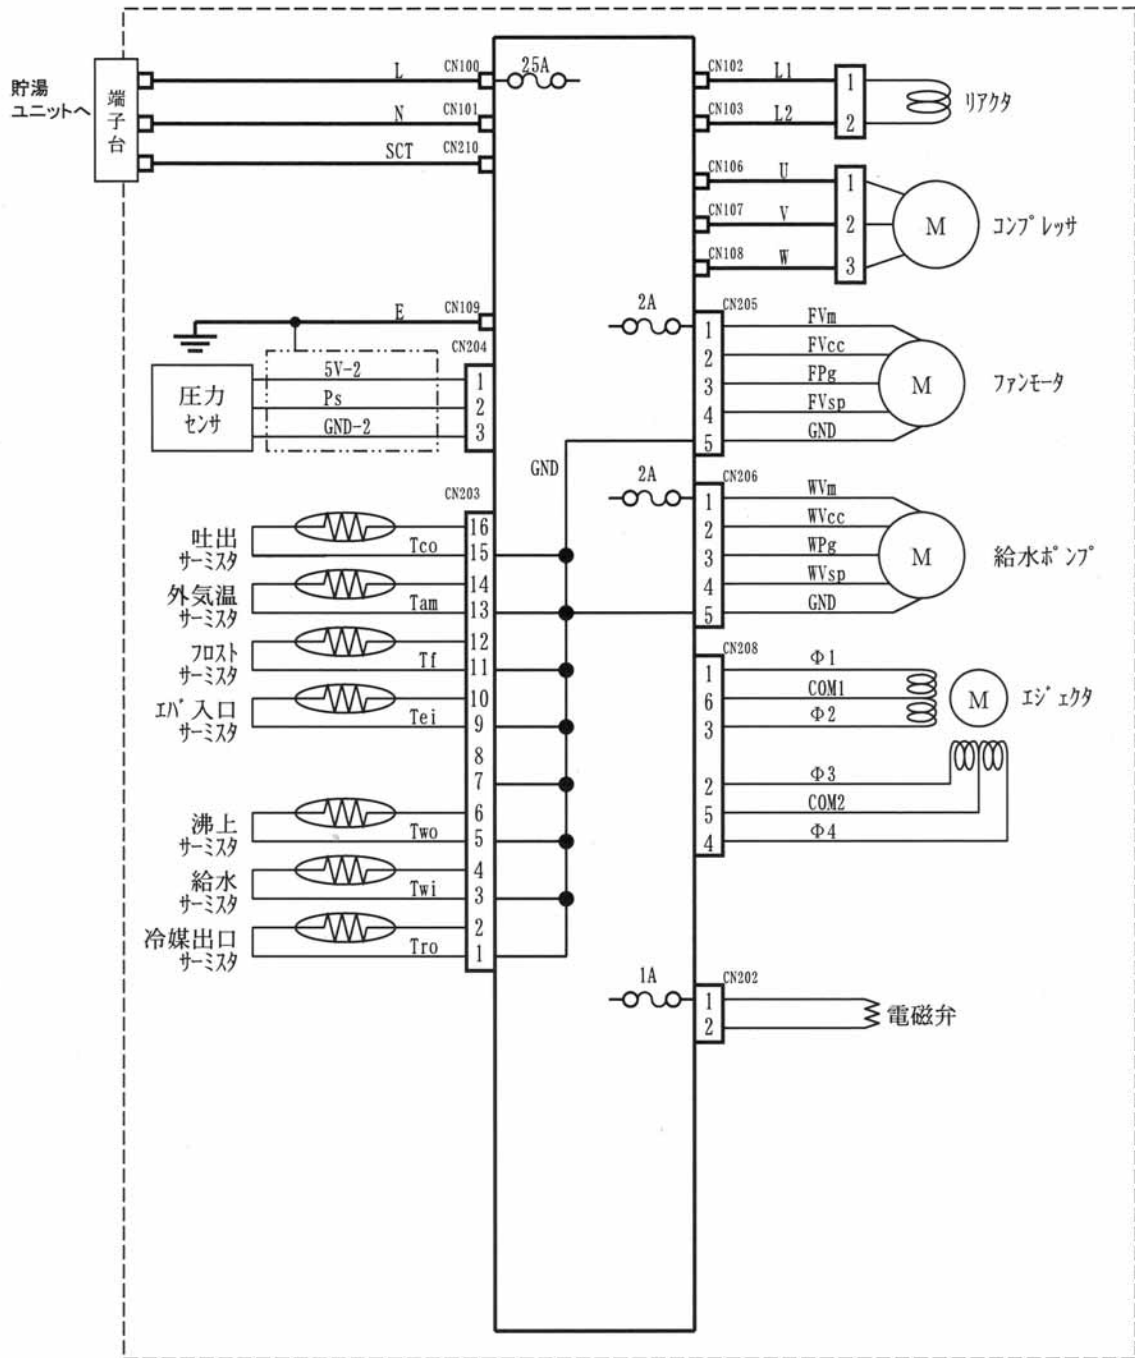 貯湯
ユニットへ
端子台
L
CN100
25A
N
CN101
SCT
CN210
CN102
L1
1
リアクタ
CN103
L2
2
CN106
U
1
CN107
V
2
M
コンプレッサ
CN108
W
3
E
CN109
2A
CN205
1
FVm
2
FVcc
3
FPg
M
ファンモータ
4
FVsp
5
GND
CN204
圧力
センサ
5V-2
1
Ps
2
GND-2
3
GND
2A
CN206
1
WVm
2
WVcc
3
WPg
M
給水ポンプ
4
WVsp
5
GND
CN203
吐出
サーミスタ
16
Tco
15
外気温
サーミスタ
14
Tam
13
フロスト
サーミスタ
12
Tf
11
エバ入口
サーミスタ
10
Tei
9
8
7
沸上
サーミスタ
6
Two
5
給水
サーミスタ
4
Twi
3
冷媒出口
サーミスタ
2
Tro
1
CN208
1
Φ1
6
COM1
M
エジェクタ
3
Φ2
2
Φ3
5
COM2
4
Φ4
1A
CN202
1
2
電磁弁